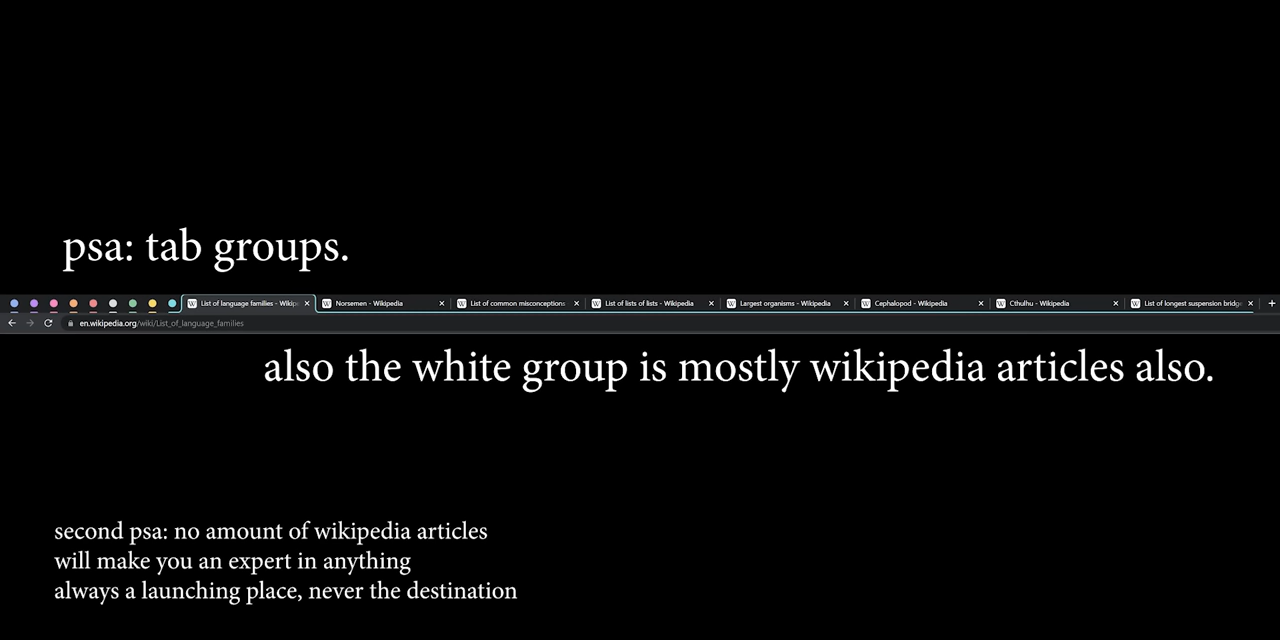 psa: tab groups.
List of language families - Wikip
Norsemen - Wikipedia
List of common misconceptions
List of lists of lists - Wikipedia
Largest organisms - Wikipedia
Cephalopod - Wikipedia
Cthulhu - Wikipedia
List of longest suspension bridg
en.wikipedia.org/wiki/List_of_language_families
also the white group is mostly wikipedia articles also.
second psa: no amount of wikipedia articles
will make you an expert in anything
always a launching place, never the destination